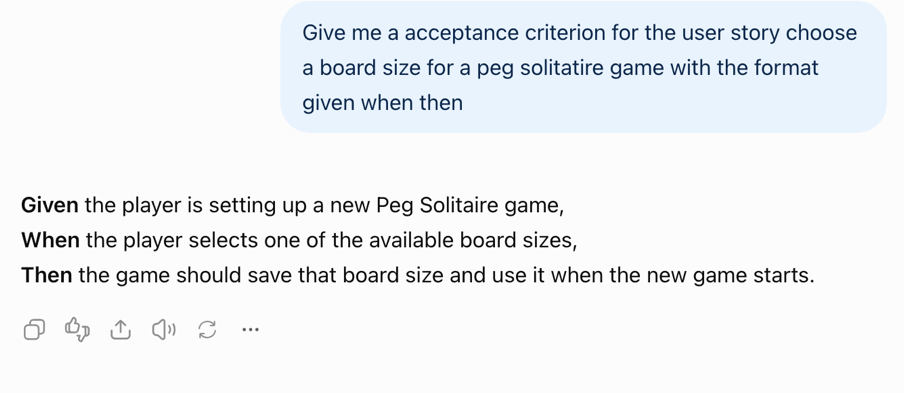 Give me a acceptance criterion for the user story choose
a board size for a peg solitatire game with the format
given when then
Given the player is setting up a new Peg Solitaire game,
When the player selects one of the available board sizes,
Then the game should save that board size and use it when the new game starts.